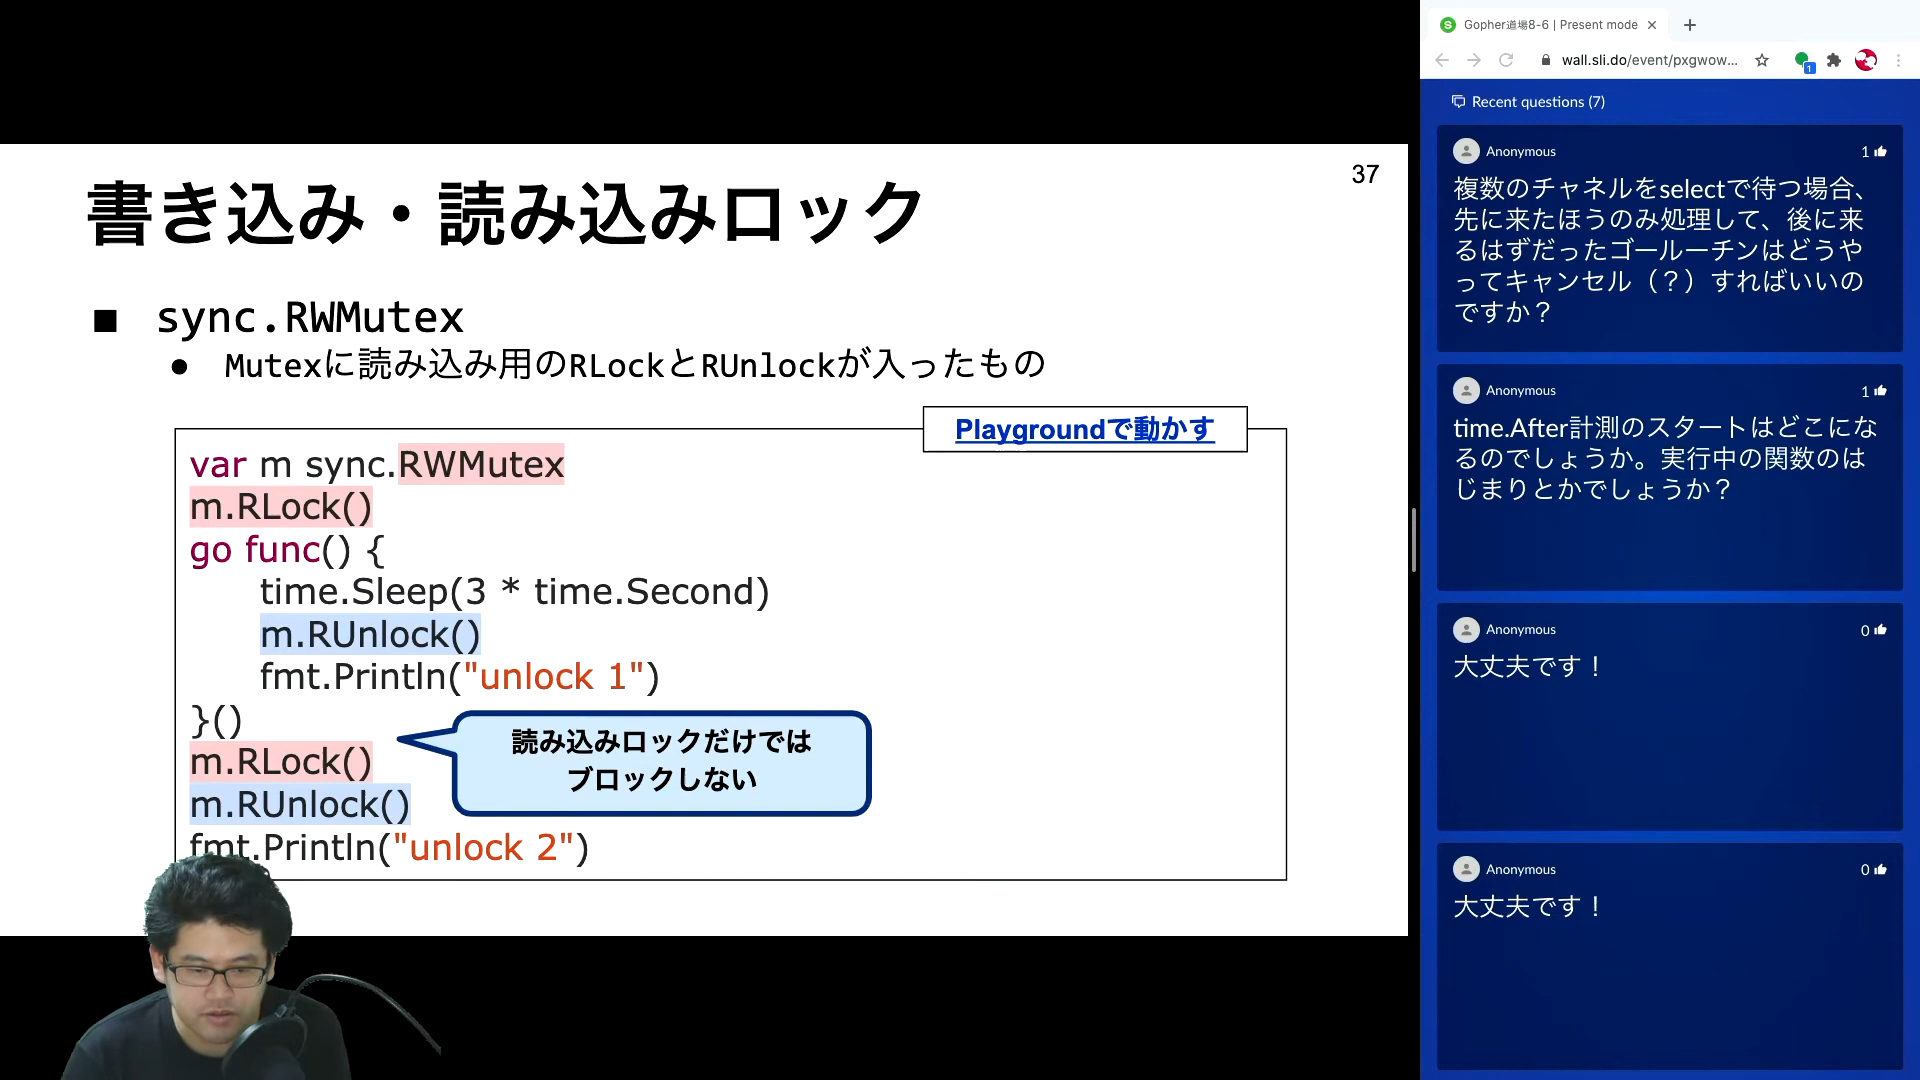 37
書き込み・読み込みロック
■ sync.RWMutex
● Mutexに読み込み用のRLockとRUnlockが入ったもの
Playgroundで動かす
var m sync.RWMutex
m.RLock()
go func() {
time.Sleep(3 * time.Second)
m.RUnlock()
fmt.Println("unlock 1")
}()
m.RLock()
m.RUnlock()
fmt.Println("unlock 2")
読み込みロックだけでは
ブロックしない
Gopher道場8-6 | Present mode
wall.sli.do/event/pxgwow...
1
Recent questions (7)
Anonymous
1
複数のチャネルをselectで待つ場合、
先に来たほうのみ処理して、後に来
るはずだったゴールーチンはどうや
ってキャンセル（？）すればいいの
ですか？
Anonymous
1
time.After計測のスタートはどこにな
るのでしょうか。実行中の関数のは
じまりとかでしょうか？
Anonymous
0
大丈夫です！
Anonymous
0
大丈夫です！